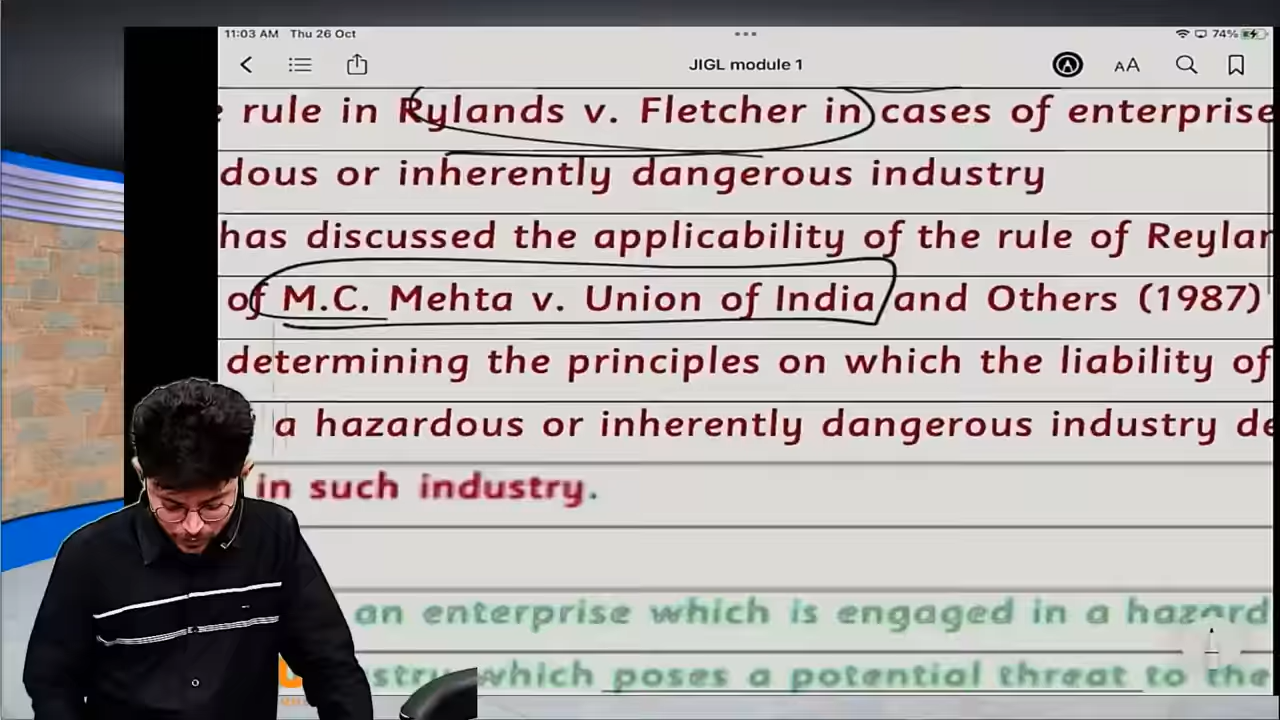 11:03 AM Thu 26 Oct
74%
JIGL module 1
AA
rule in Rylands v. Fletcher in cases of enterprise
dous or inherently dangerous industry
has discussed the applicability of the rule of Reylar
of M.C. Mehta v. Union of India and Others (1987)
determining the principles on which the liability of
a hazardous or inherently dangerous industry de
in such industry.
an enterprise which is engaged in a hazard
stry which poses a potential threat to the